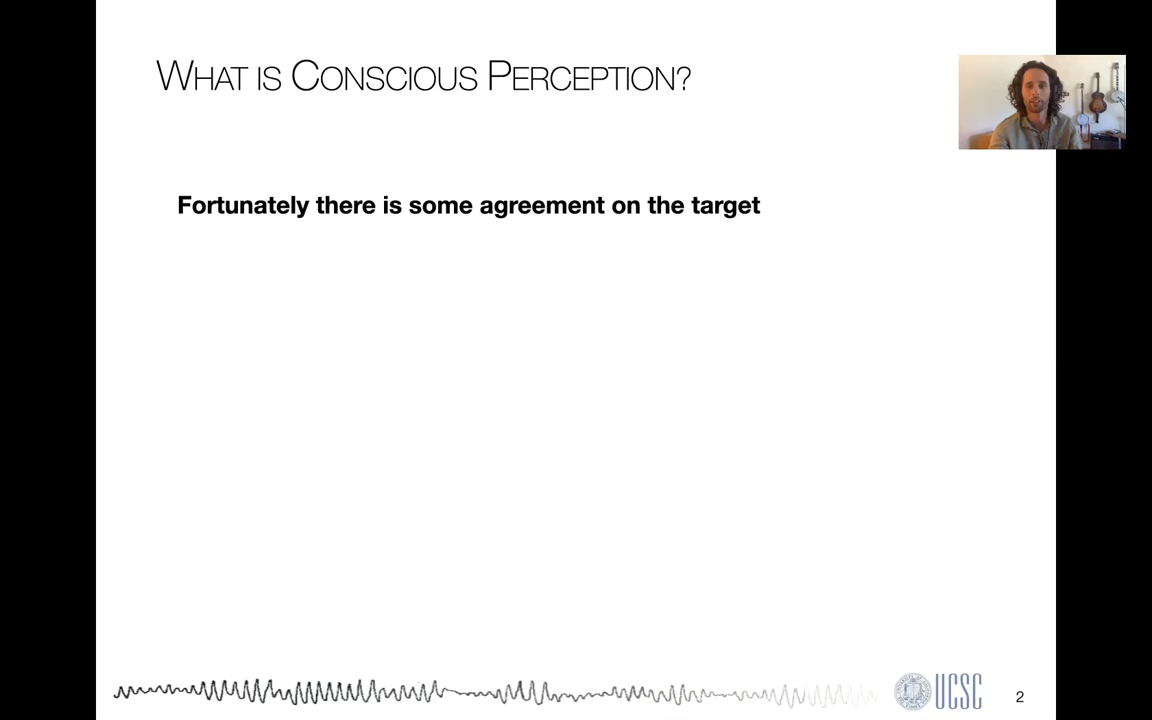 WHAT IS CONSCIOUS PERCEPTION?
Fortunately there is some agreement on the target
UCSC
2